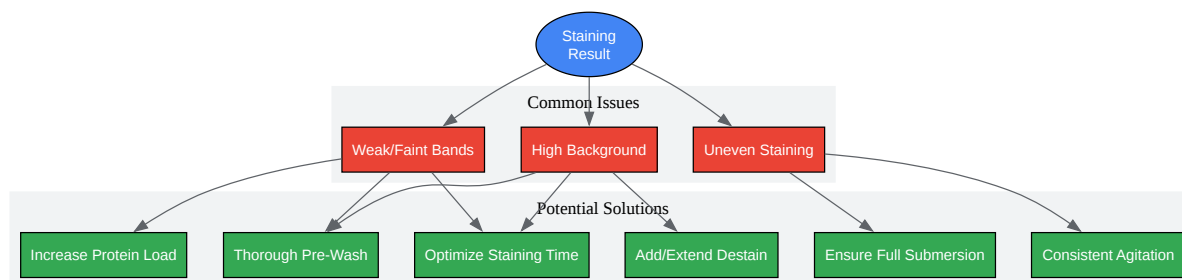 Staining
Result
Common Issues
Weak/Faint Bands
High Background
Uneven Staining
Potential Solutions
Increase Protein Load
Thorough Pre-Wash
Optimize Staining Time
Add/Extend Destain
Ensure Full Submersion
Consistent Agitation